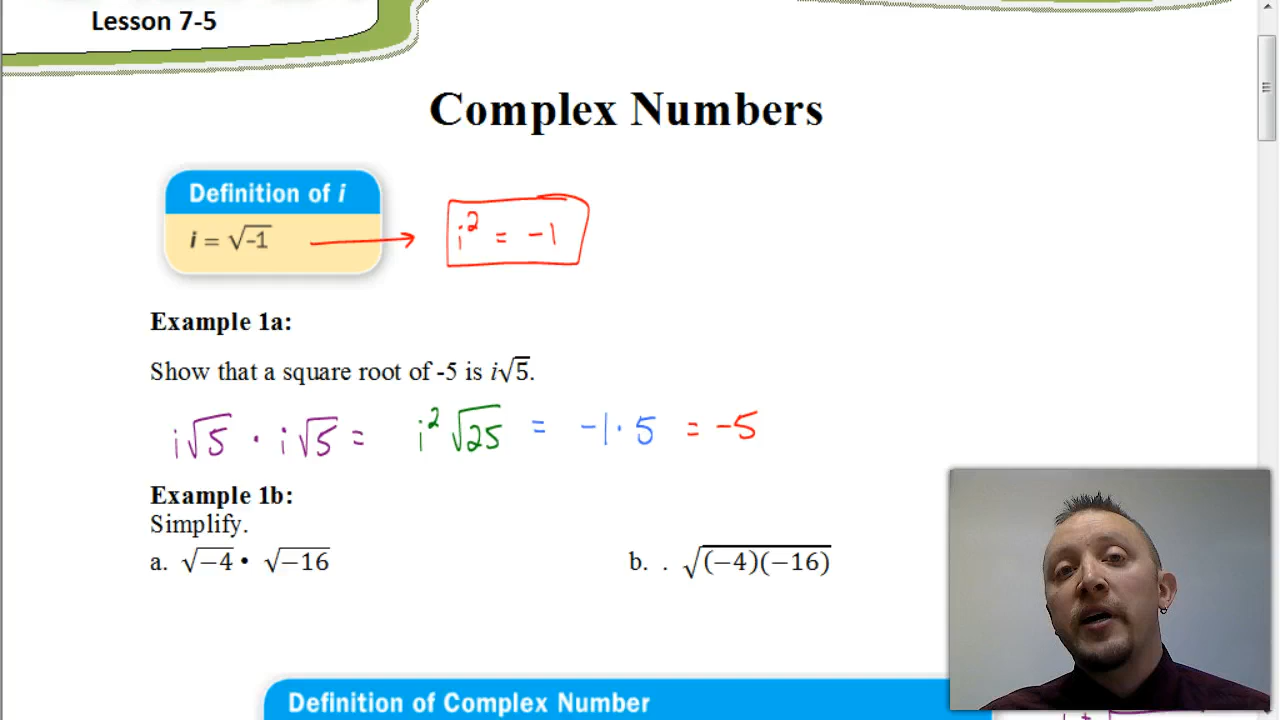 Lesson 7-5
Complex Numbers
Definition of i
i = √-1
i² = -1
Example 1a:
Show that a square root of -5 is i√5.
i√5 · i√5 = i²√25 = -1 · 5 = -5
Example 1b:
Simplify.
a. √−4 • √−16
b. . √(−4)(−16)
Definition of Complex Number